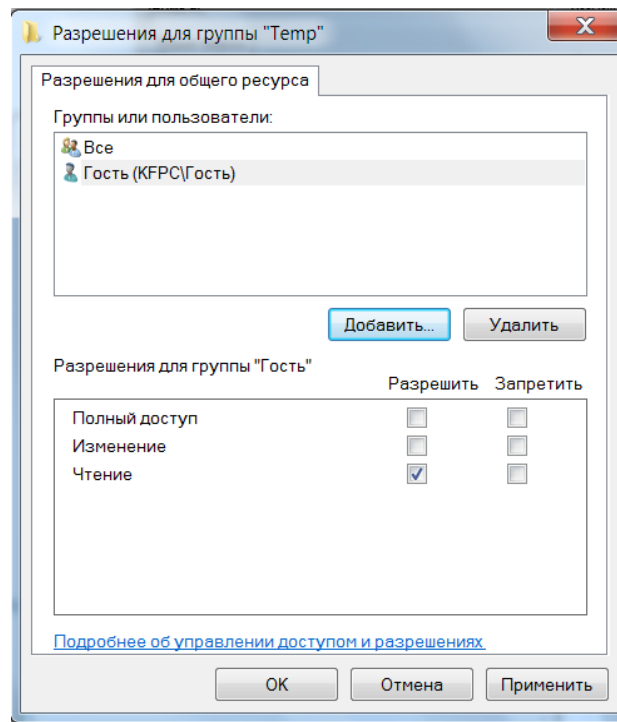 Разрешения для группы "Temp"
Разрешения для общего ресурса
Группы или пользователи:
Все
Гость (KFPC\Гость)
Добавить... Удалить
Разрешения для группы "Гость"
Разрешить Запретить
Полный доступ
Изменение
Чтение
Подробнее об управлении доступом и разрешениях
ОК Отмена Применить